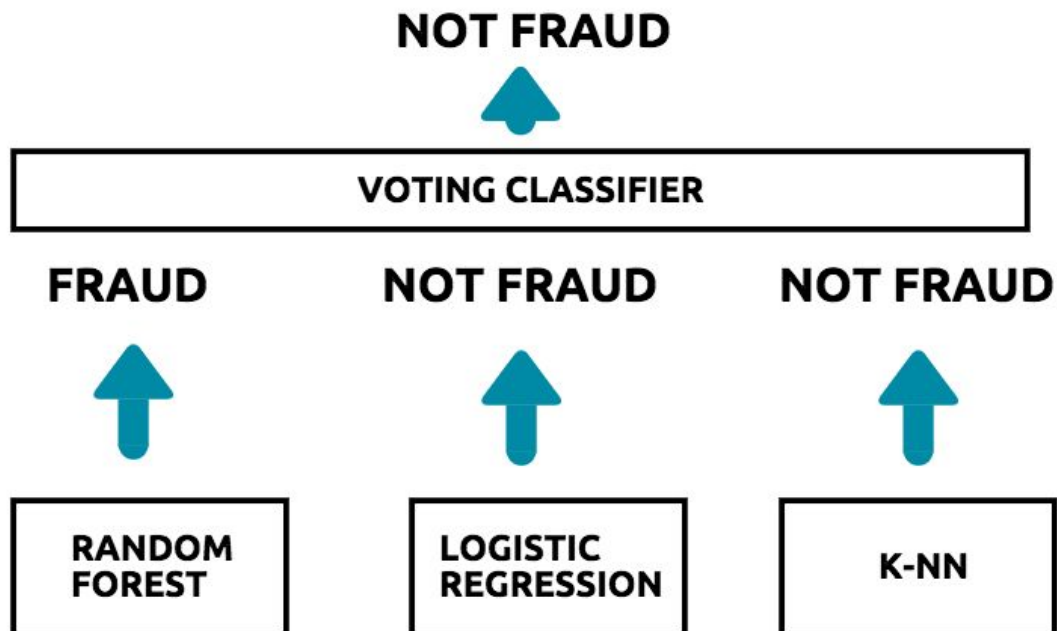 NOT FRAUD
VOTING CLASSIFIER
FRAUD NOT FRAUD NOT FRAUD
RANDOM
FOREST
LOGISTIC
REGRESSION
K-NN